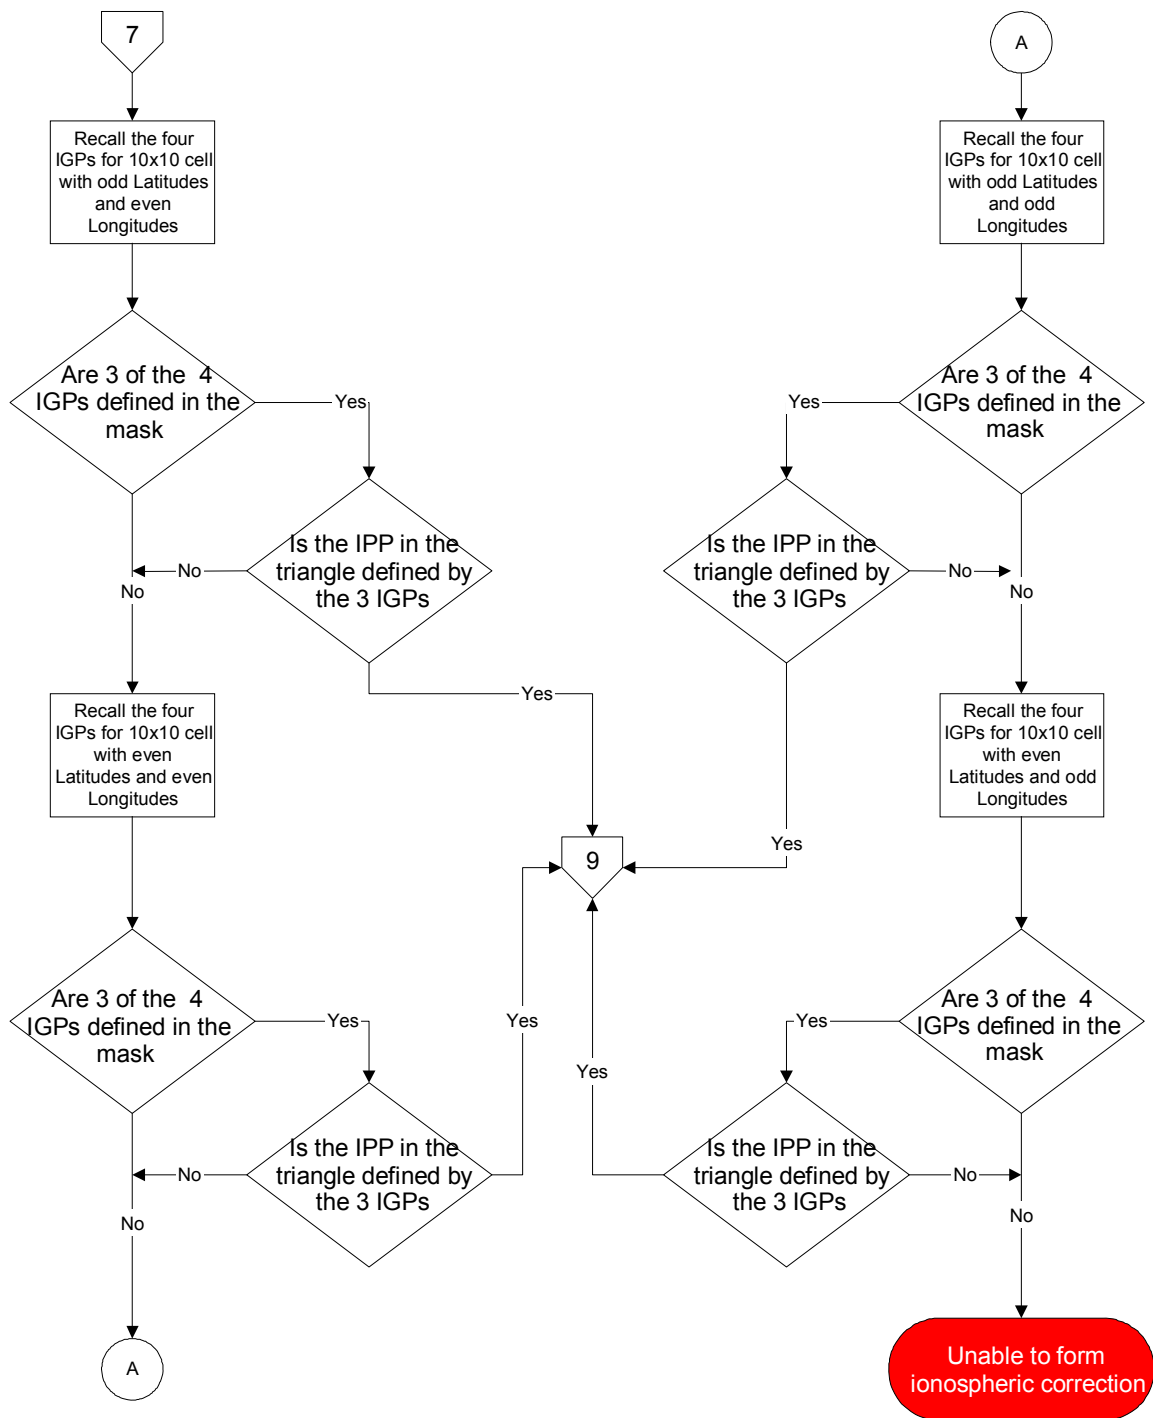 7
Recall the four
IGPs for 10x10 cell
with odd Latitudes
and even
Longitudes
Are 3 of the 4
IGPs defined in the
mask
Yes
Is the IPP in the
triangle defined by
the 3 IGPs
No
No
Yes
Recall the four
IGPs for 10x10 cell
with even
Latitudes and even
Longitudes
Are 3 of the 4
IGPs defined in the
mask
Yes
Is the IPP in the
triangle defined by
the 3 IGPs
No
No
Yes
A
9
A
Recall the four
IGPs for 10x10 cell
with odd Latitudes
and odd
Longitudes
Are 3 of the 4
IGPs defined in the
mask
Yes
Is the IPP in the
triangle defined by
the 3 IGPs
No
No
Yes
Recall the four
IGPs for 10x10 cell
with even
Latitudes and odd
Longitudes
Are 3 of the 4
IGPs defined in the
mask
Yes
Is the IPP in the
triangle defined by
the 3 IGPs
Yes
No
No
Unable to form
ionospheric correction